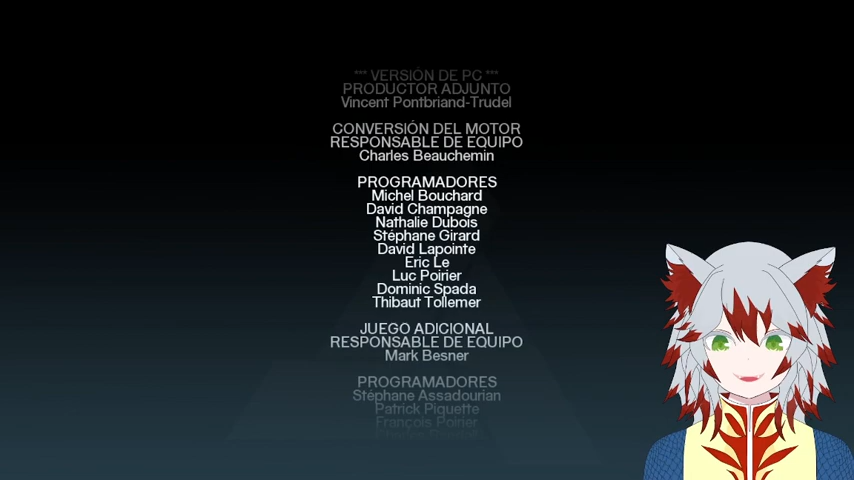 *** VERSIÓN DE PC ***
PRODUCTOR ADJUNTO
Vincent Pontbriand-Trudel
CONVERSIÓN DEL MOTOR
RESPONSABLE DE EQUIPO
Charles Beauchemin
PROGRAMADORES
Michel Bouchard
David Champagne
Nathalie Dubois
Stéphane Girard
David Lapointe
Eric Le
Luc Poirier
Dominic Spada
Thibaut Tollemer
JUEGO ADICIONAL
RESPONSABLE DE EQUIPO
Mark Besner
PROGRAMADORES
Stéphane Assadourian
Patrick Piquette
François Poirier